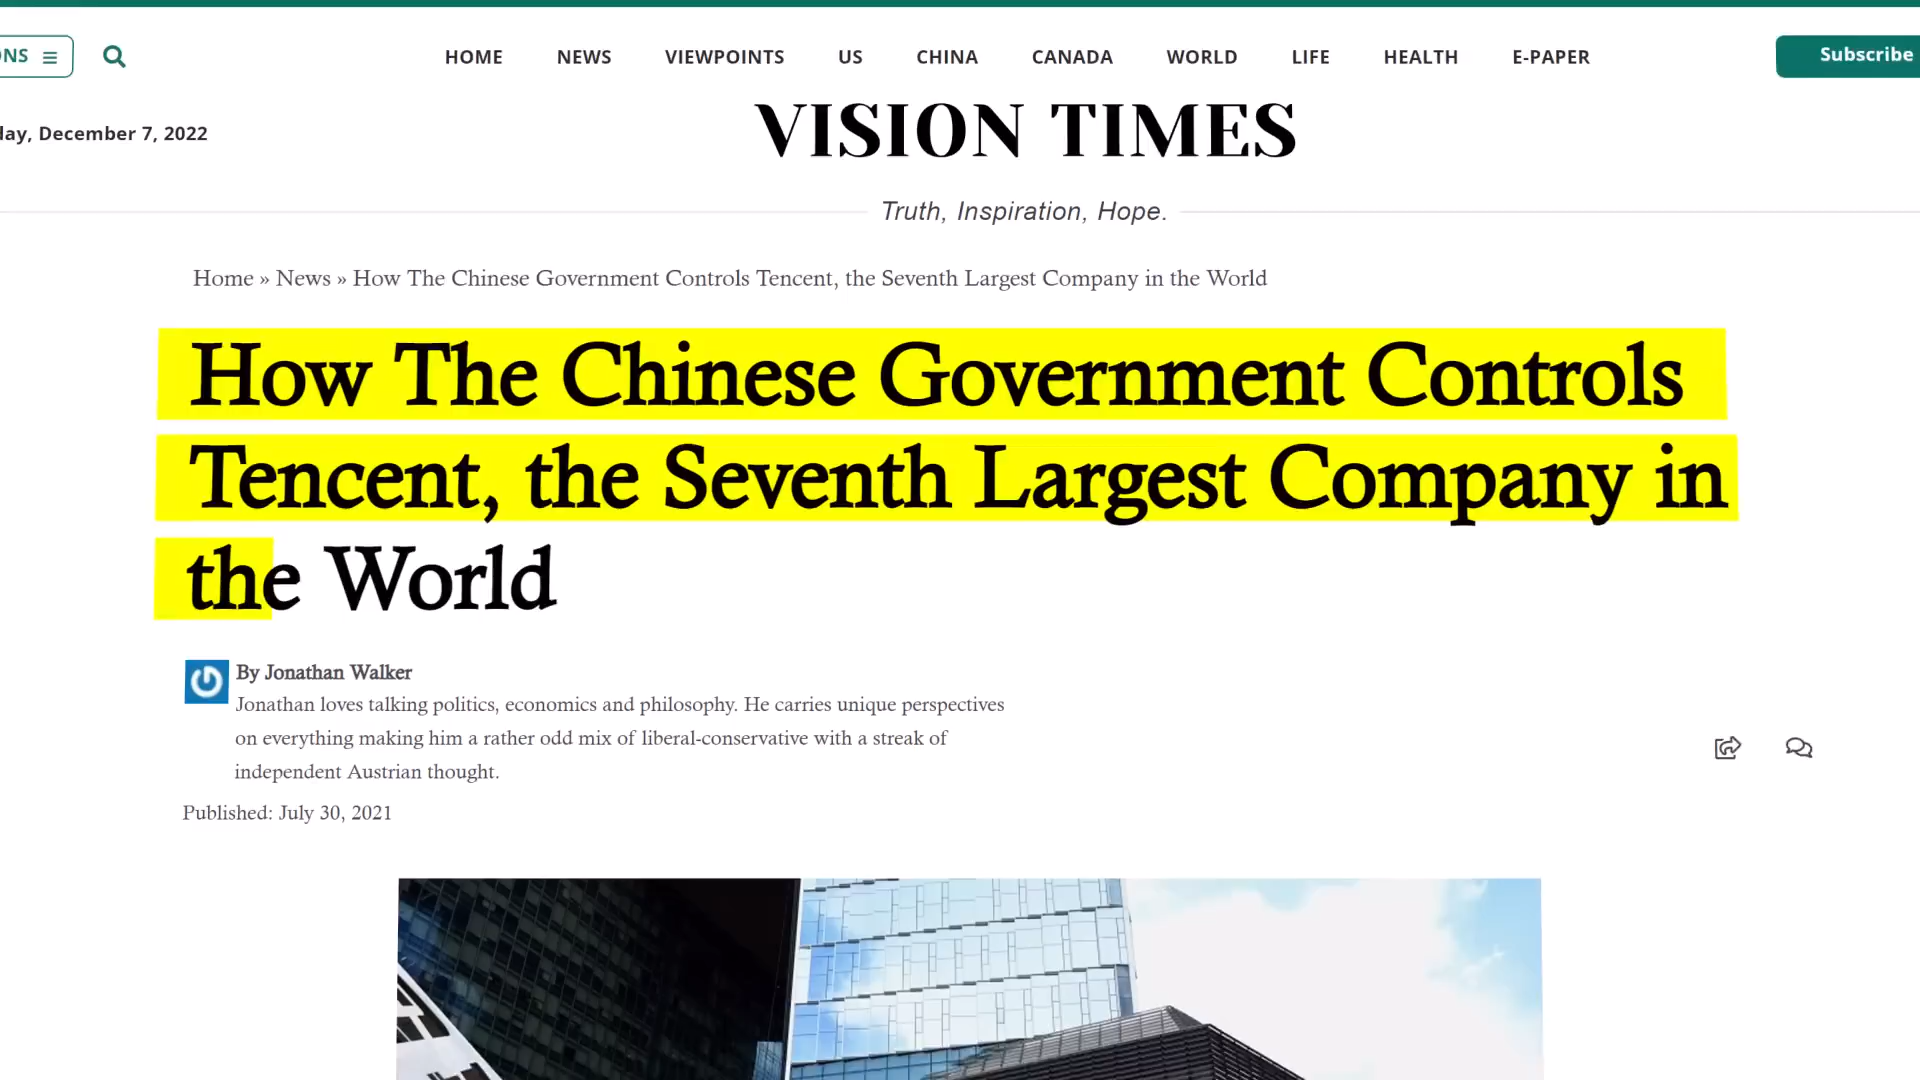 ONS
HOME NEWS VIEWPOINTS US CHINA CANADA WORLD LIFE HEALTH E-PAPER
Subscribe
day, December 7, 2022
VISION TIMES
Truth, Inspiration, Hope.
Home » News » How The Chinese Government Controls Tencent, the Seventh Largest Company in the World
How The Chinese Government Controls
Tencent, the Seventh Largest Company in
the World
By Jonathan Walker
Jonathan loves talking politics, economics and philosophy. He carries unique perspectives
on everything making him a rather odd mix of liberal-conservative with a streak of
independent Austrian thought.
Published: July 30, 2021